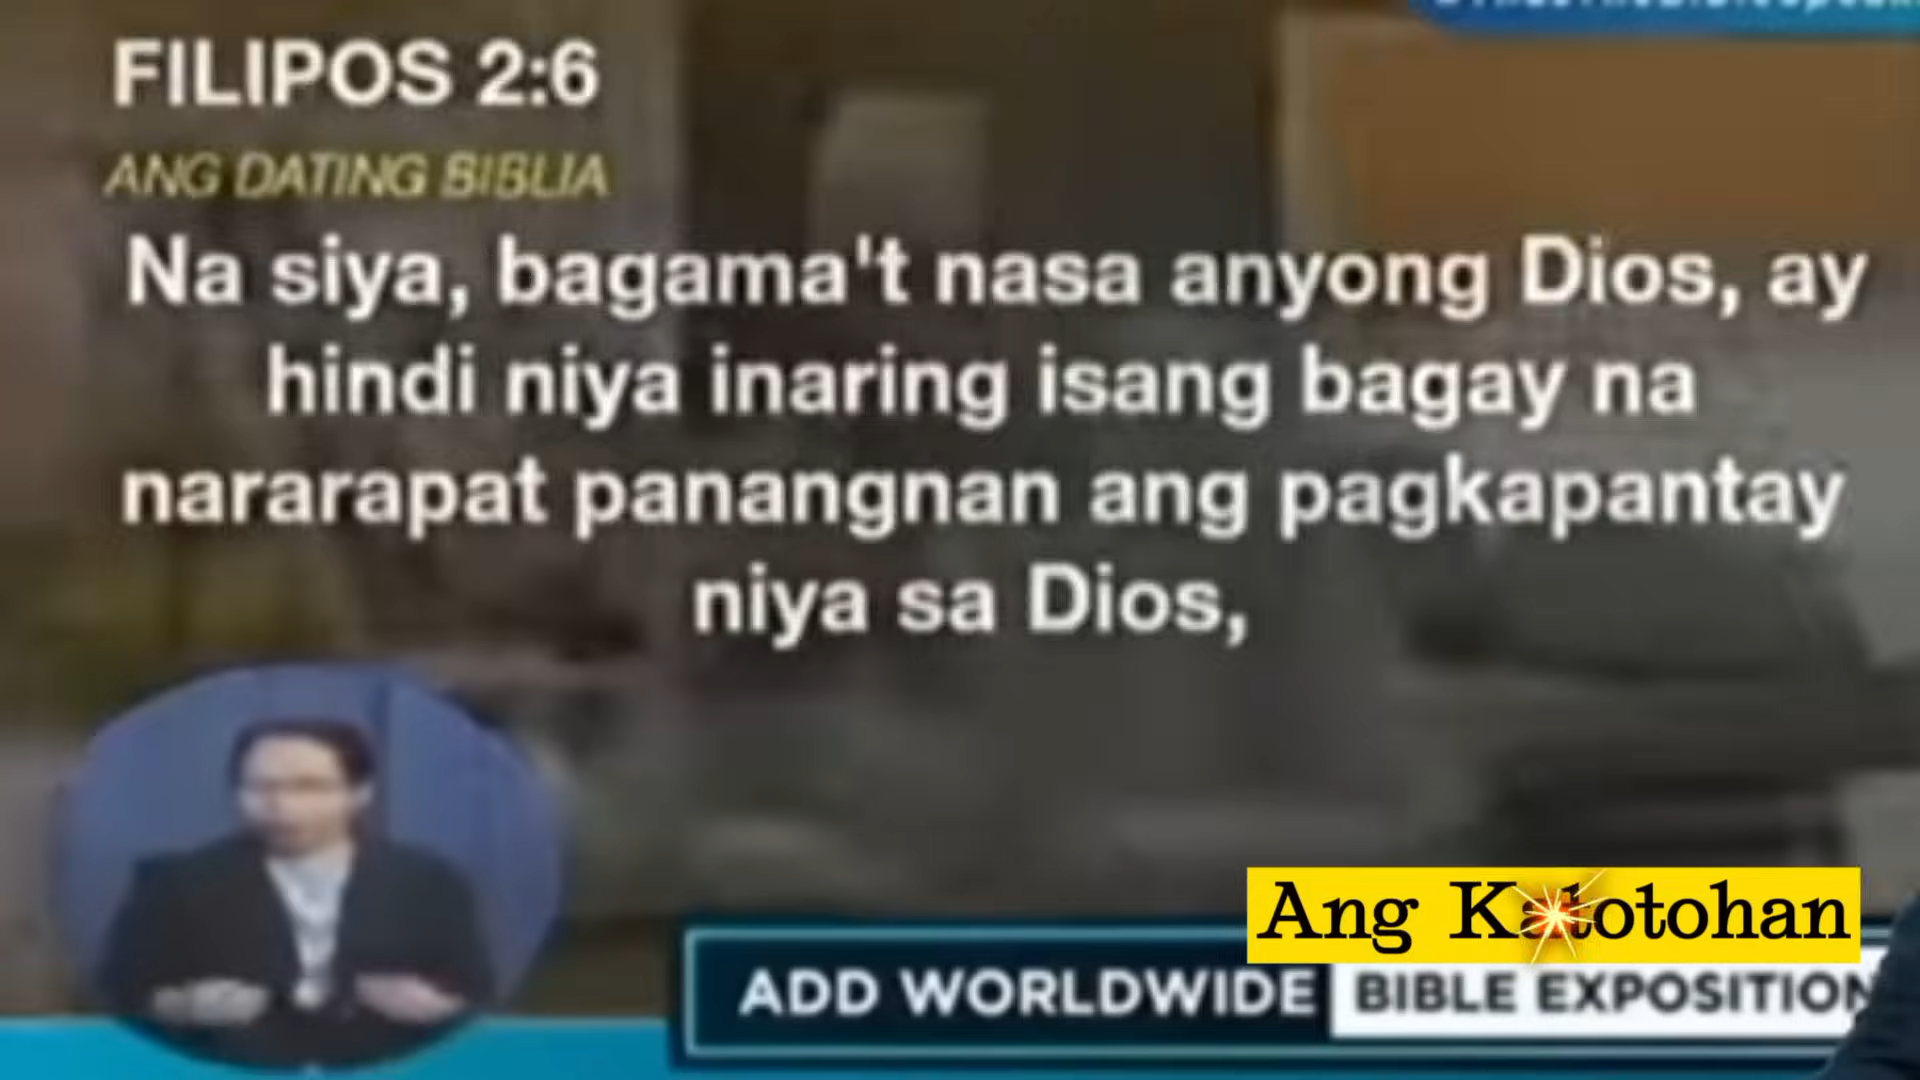 FILIPOS 2:6
ANG DATING BIBLIA
Na siya, bagama't nasa anyong Dios, ay
hindi niya inaring isang bagay na
nararapat panangnan ang pagkapantay
niya sa Dios,
Ang Katotohan
ADD WORLDWIDE BIBLE EXPOSITION